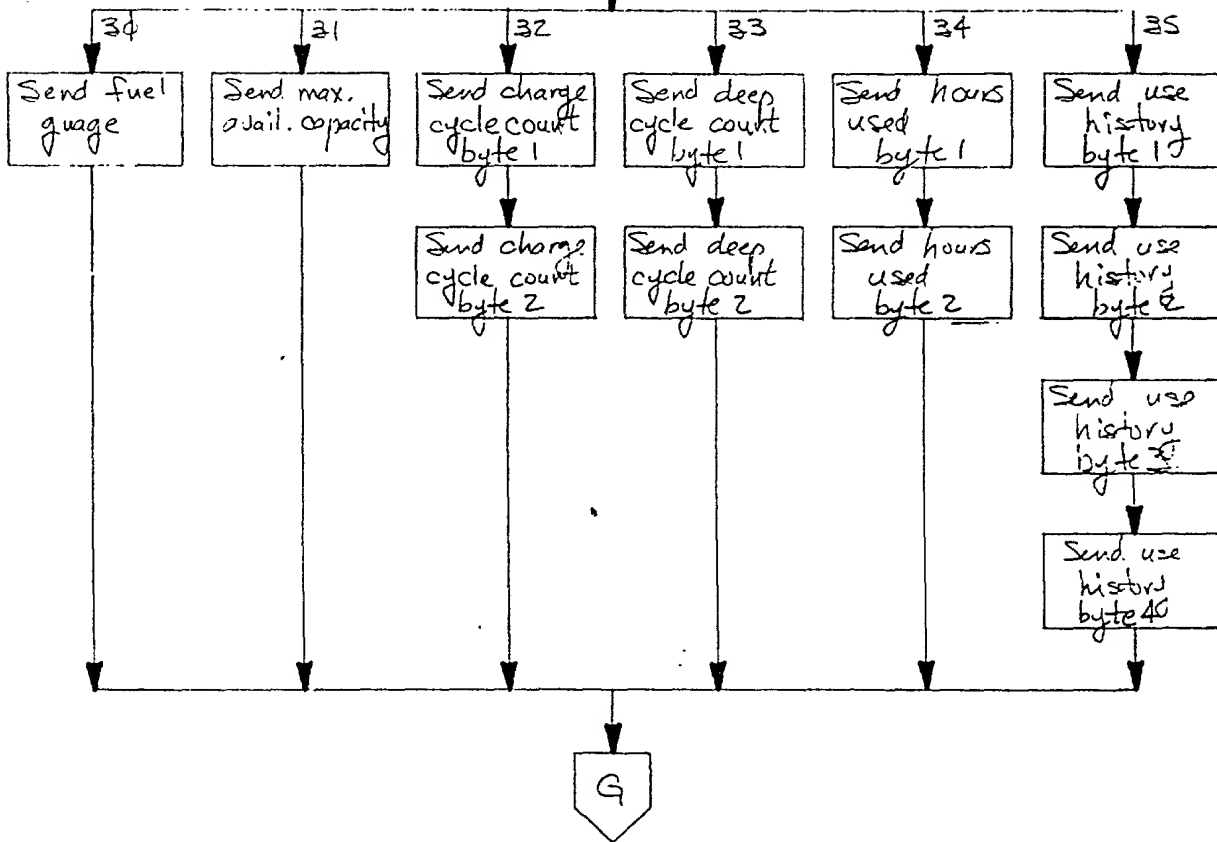 30
31
32
33
34
35
Send fuel
guage
Send max.
avail. capacity
Send charge
cycle count
byte 1
Send deep
cycle count
byte 1
Send hours
used
byte 1
Send use
history
byte 1
Send charge
cycle count
byte 2
Send deep
cycle count
byte 2
Send hours
used
byte 2
Send use
history
byte 2
Send use
history
byte
Send use
history
byte
G